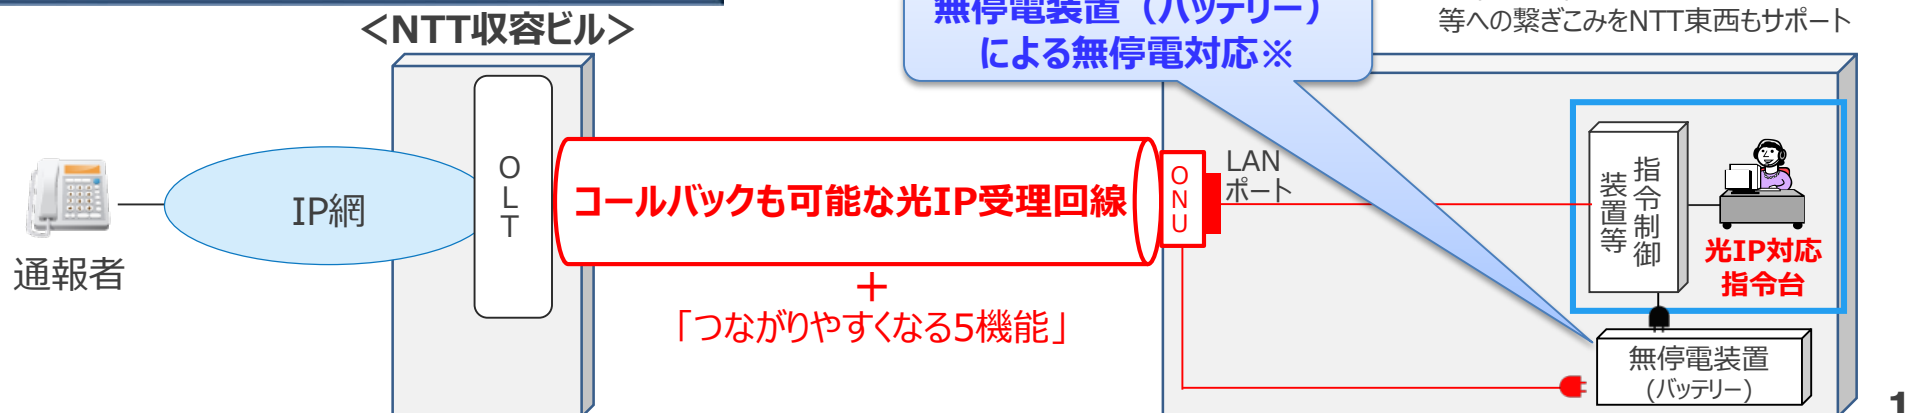 ＜NTT収容ビル＞
無停電装置（バッテリー）
による無停電対応※
等への繋ぎこみをNTT東西もサポート
通報者
IP網
OLT
コールバックも可能な光IP受理回線
＋
「つながりやすくなる5機能」
ONU
LAN
ポート
指令制御
装置等
光IP対応
指令台
無停電装置
(バッテリー)
1